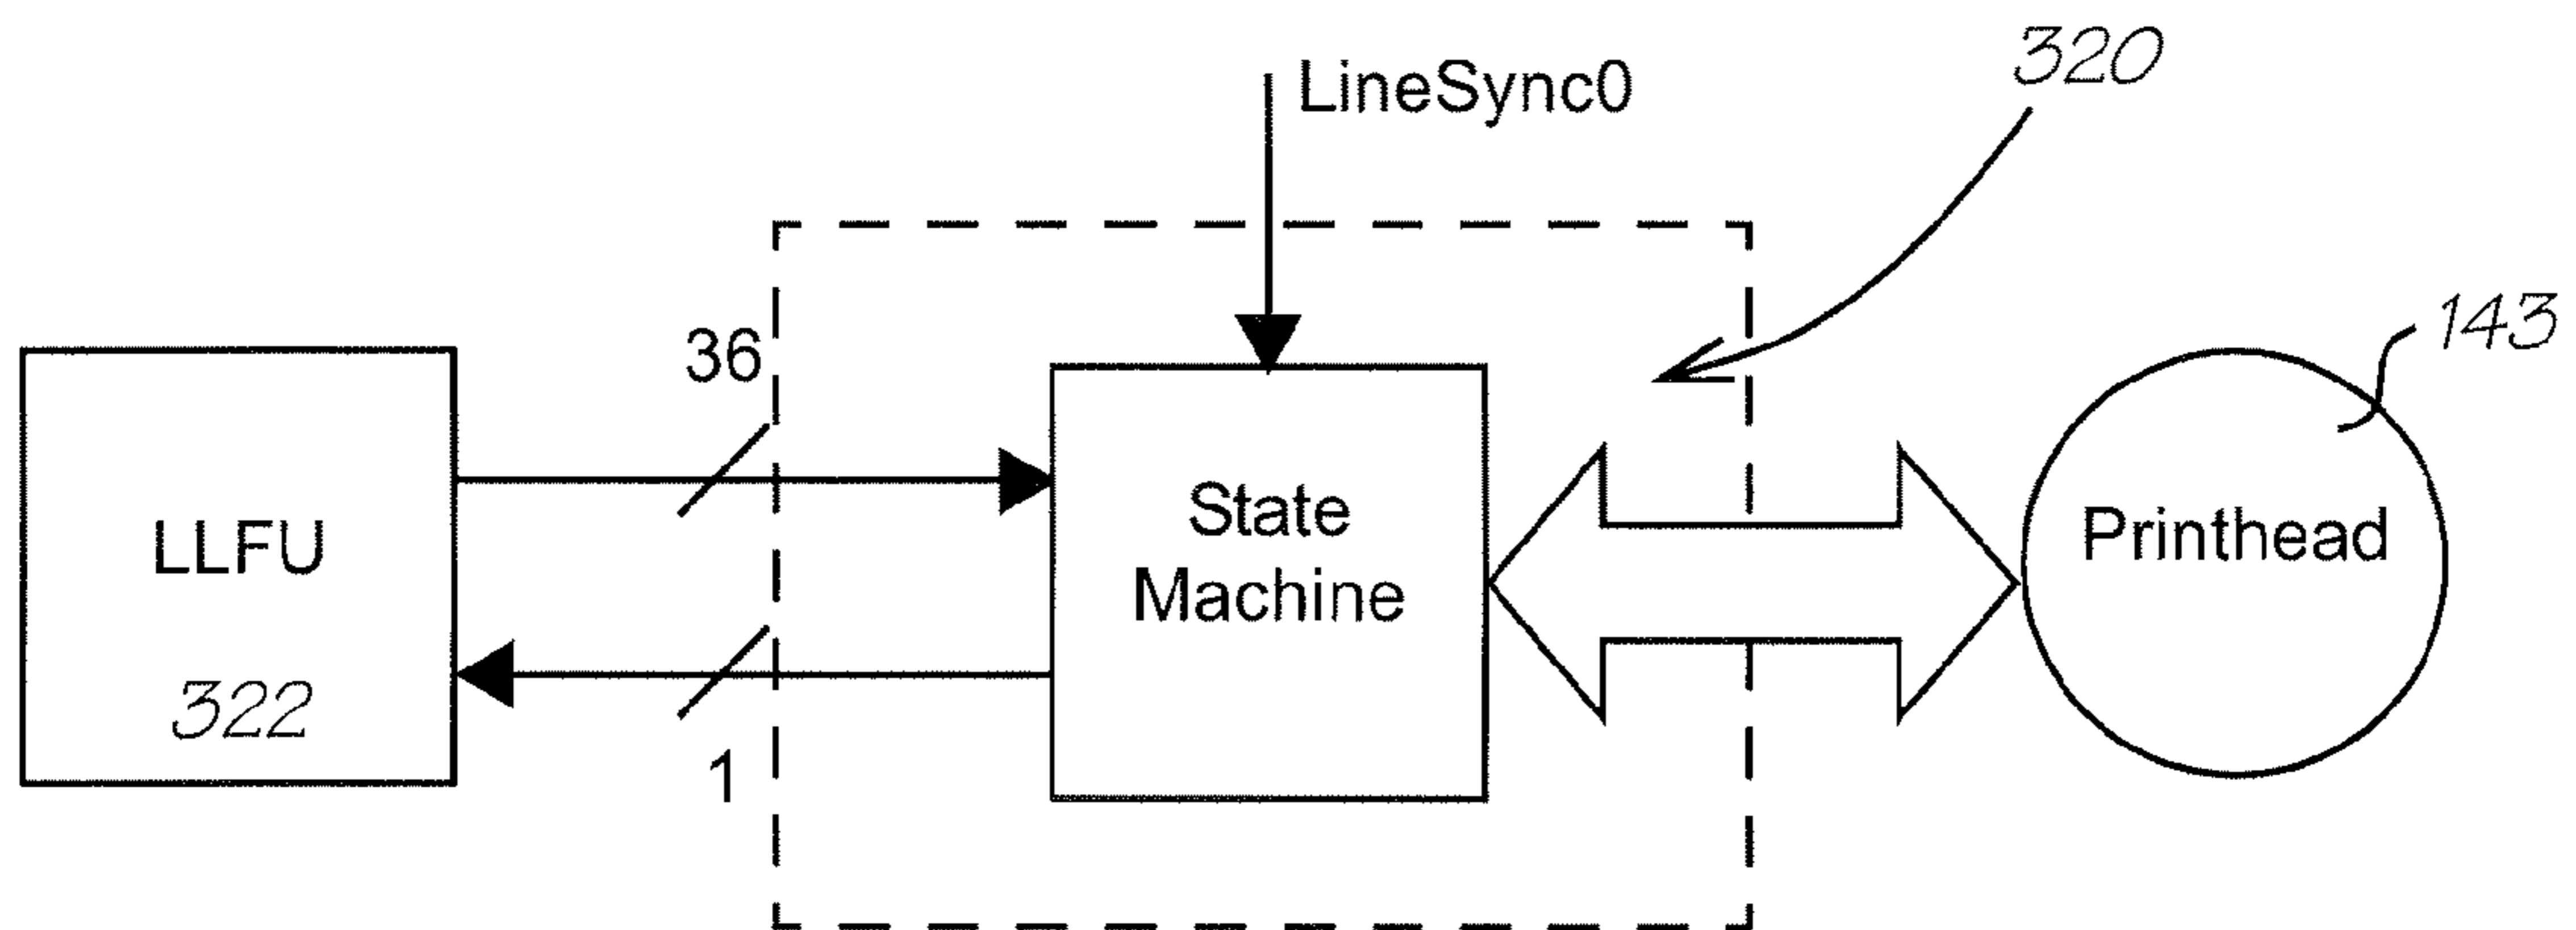 LineSync0
320
36
143
LLFU
322
State
Machine
Printhead
1